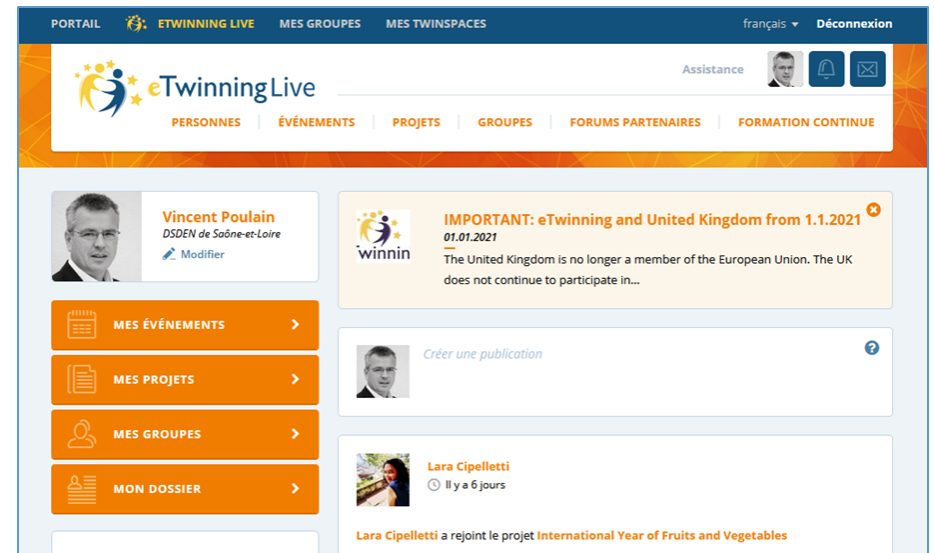 PORTAIL ETWINNING LIVE MES GROUPES MES TWINSPACES français Déconnexion
eTwinning Live
Assistance
PERSONNES ÉVÉNEMENTS PROJETS GROUPES FORUMS PARTENAIRES FORMATION CONTINUE
Vincent Poulain
DSDEN de Saône-et-Loire
Modifier
MES ÉVÉNEMENTS
MES PROJETS
MES GROUPES
MON DOSSIER
IMPORTANT: eTwinning and United Kingdom from 1.1.2021
01.01.2021
The United Kingdom is no longer a member of the European Union. The UK
does not continue to participate in...
winnin
Créer une publication
Lara Cipelletti
Il y a 6 jours
Lara Cipelletti a rejoint le projet International Year of Fruits and Vegetables